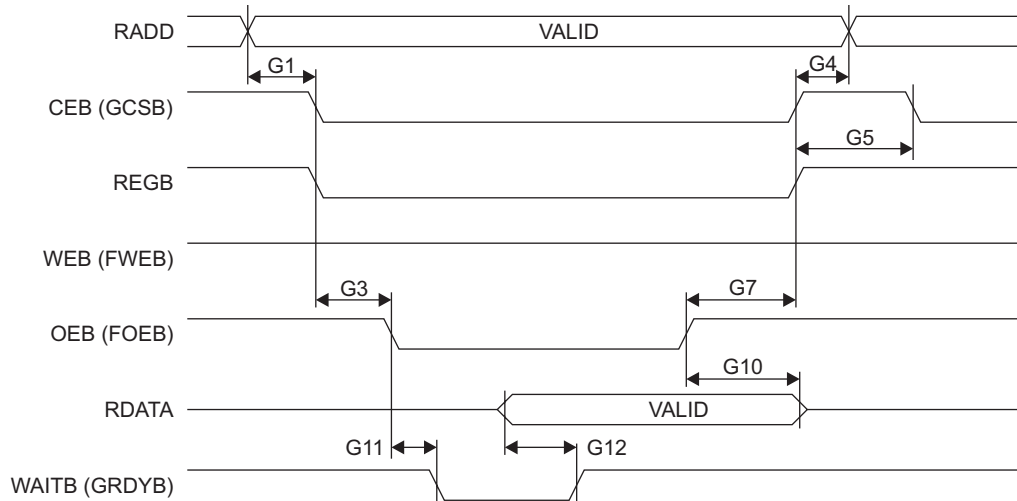 RADD
VALID
G1
G4
CEB (GCSB)
G5
REGB
WEB (FWEB)
G3
G7
OEB (FOEB)
G10
RDATA
VALID
G11
G12
WAITB (GRDYB)